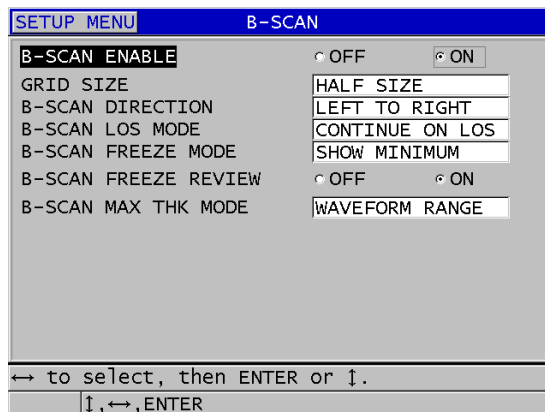 SETUP MENU B-SCAN
B-SCAN ENABLE OFF ON
GRID SIZE HALF SIZE
B-SCAN DIRECTION LEFT TO RIGHT
B-SCAN LOS MODE CONTINUE ON LOS
B-SCAN FREEZE MODE SHOW MINIMUM
B-SCAN FREEZE REVIEW OFF ON
B-SCAN MAX THK MODE WAVEFORM RANGE
↔ to select, then ENTER or ↕.
↕,↔,ENTER